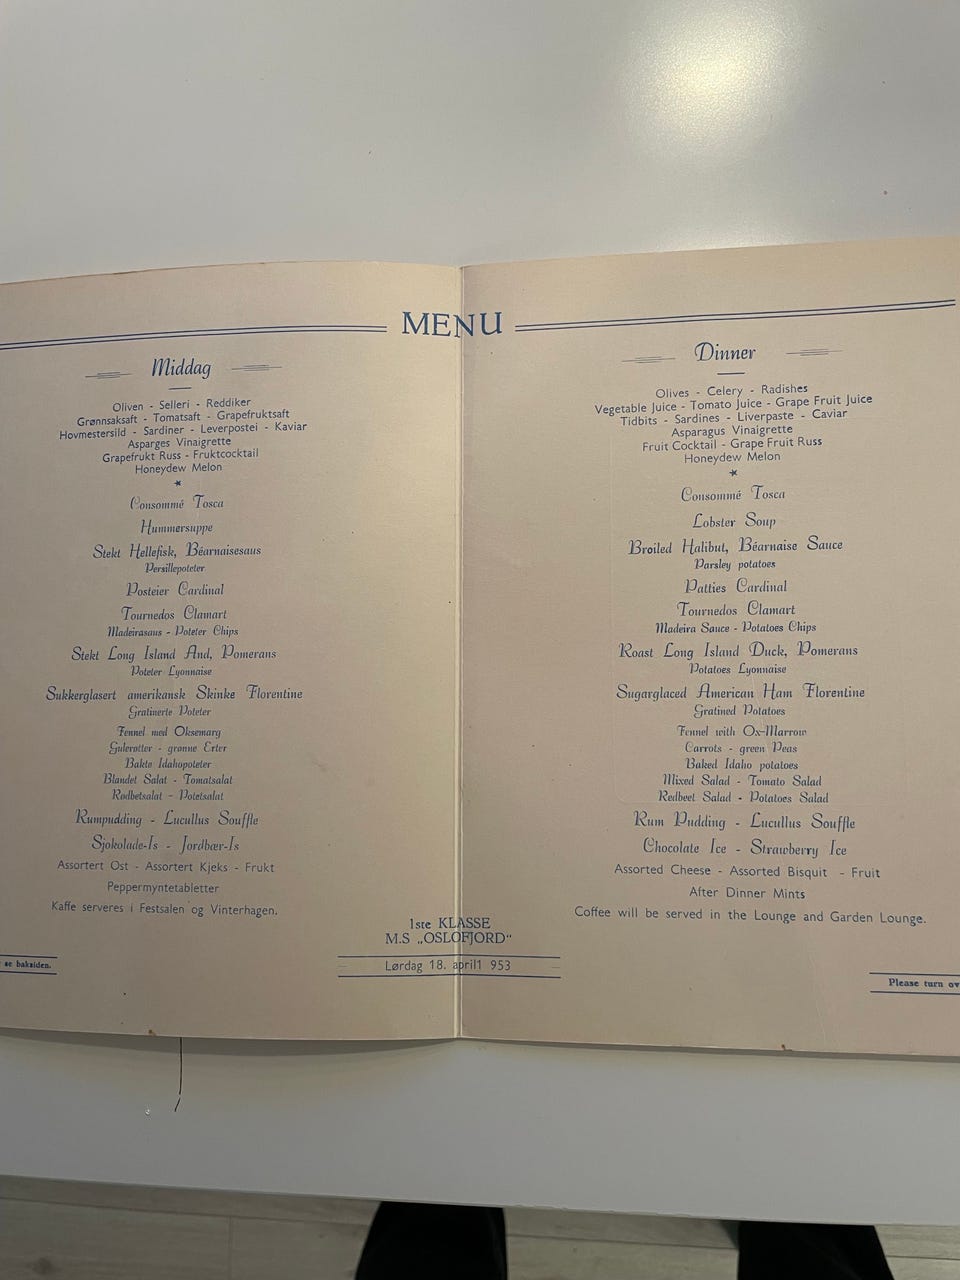 MENU
Middag
Oliven - Selleri - Reddiker
Grønnsaksaft - Tomatsaft - Grapefruktsaft
Hovmestersild - Sardiner - Leverpostei - Kaviar
Asparges Vinaigrette
Grapefrukt Russ - Fruktcocktail
Honeydew Melon
Consommé Tosca
Hummersuppe
Stekt Hellefisk, Béarnaisesaus
Persillepoteter
Posteier Cardinal
Tournedos Clamart
Madeirasaus - Poteter Chips
Stekt Long Island And, Pomerans
Poteter Lyonnaise
Sukkerglasert amerikansk Skinke Florentine
Gratinerte Poteter
Fennel med Oksemarg
Gulerøtter - grønne Erter
Bakte Idahopoteter
Blandet Salat - Tomatsalat
Rødbetsalat - Potetsalat
Rumpudding - Lucullus Souffle
Sjokolade-Is - Jordbær-Is
Assortert Ost - Assortert Kjeks - Frukt
Peppermyntetabletter
Kaffe serveres i Festsalen og Vinterhagen.
se baksiden.
Dinner
Olives - Celery - Radishes
Vegetable Juice - Tomato Juice - Grape Fruit Juice
Tidbits - Sardines - Liverpaste - Caviar
Asparagus Vinaigrette
Fruit Cocktail - Grape Fruit Russ
Honeydew Melon
Consommé Tosca
Lobster Soup
Broiled Halibut, Béarnaise Sauce
Parsley potatoes
Patties Cardinal
Tournedos Clamart
Madeira Sauce - Potatoes Chips
Roast Long Island Duck, Pomerans
Potatoes Lyonnaise
Sugarglaced American Ham Florentine
Gratined Potatoes
Fennel with Ox-Marrow
Carrots - green Peas
Baked Idaho potatoes
Mixed Salad - Tomato Salad
Redbeet Salad - Potatoes Salad
Rum Pudding - Lucullus Souffle
Chocolate Ice - Strawberry Ice
Assorted Cheese - Assorted Bisquit - Fruit
After Dinner Mints
Coffee will be served in the Lounge and Garden Lounge.
1ste KLASSE
M.S „OSLOFJORD“
Lørdag 18. april1 953
Please turn ov